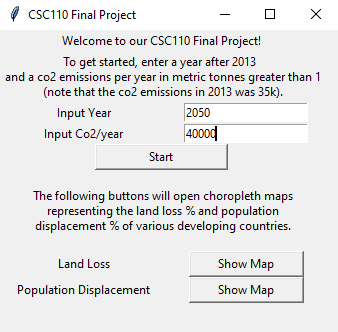 CSC110 Final Project
Welcome to our CSC110 Final Project!
To get started, enter a year after 2013
and a co2 emissions per year in metric tonnes greater than 1
(note that the co2 emissions in 2013 was 35k).
Input Year 2050
Input Co2/year 40000
Start
The following buttons will open choropleth maps
representing the land loss % and population
displacement % of various developing countries.
Land Loss Show Map
Population Displacement Show Map